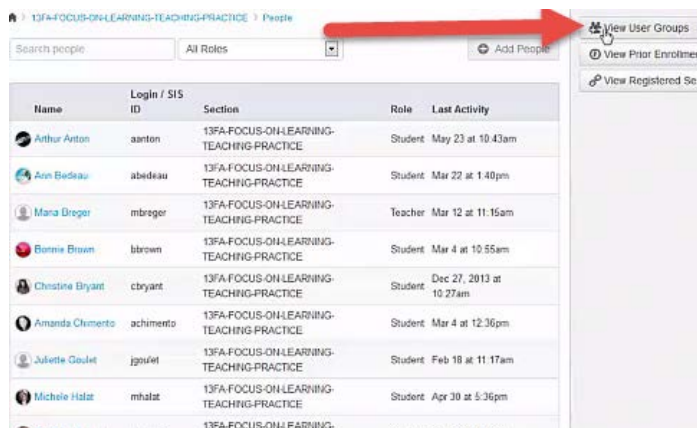 13FA-FOCUS-ON-LEARNING-TEACHING-PRACTICE > People
View User Groups
Search people
All Roles
Add People
View Prior Enrollmen
View Registered Se
Name
Login / SIS
ID
Section
Role
Last Activity
Arthur Anton
aanton
13FA-FOCUS-ON-LEARNING-
TEACHING-PRACTICE
Student
May 23 at 10:43am
Ann Bedeau
abedeau
13FA-FOCUS-ON-LEARNING-
TEACHING-PRACTICE
Student
Mar 22 at 1:40pm
Maria Breger
mbreger
13FA-FOCUS-ON-LEARNING-
TEACHING-PRACTICE
Teacher
Mar 12 at 11:15am
Bonnie Brown
bbrown
13FA-FOCUS-ON-LEARNING-
TEACHING-PRACTICE
Student
Mar 4 at 10:55am
Christine Bryant
cbryant
13FA-FOCUS-ON-LEARNING-
TEACHING-PRACTICE
Student
Dec 27, 2013 at
10:27am
Amanda Chimento
achimento
13FA-FOCUS-ON-LEARNING-
TEACHING-PRACTICE
Student
Mar 4 at 12:36pm
Juliette Goulet
jgoulet
13FA-FOCUS-ON-LEARNING-
TEACHING-PRACTICE
Student
Feb 18 at 11:17am
Michele Halat
mhalat
13FA-FOCUS-ON-LEARNING-
TEACHING-PRACTICE
Student
Apr 30 at 5:36pm
13FA-FOCUS-ON-LEARNING-